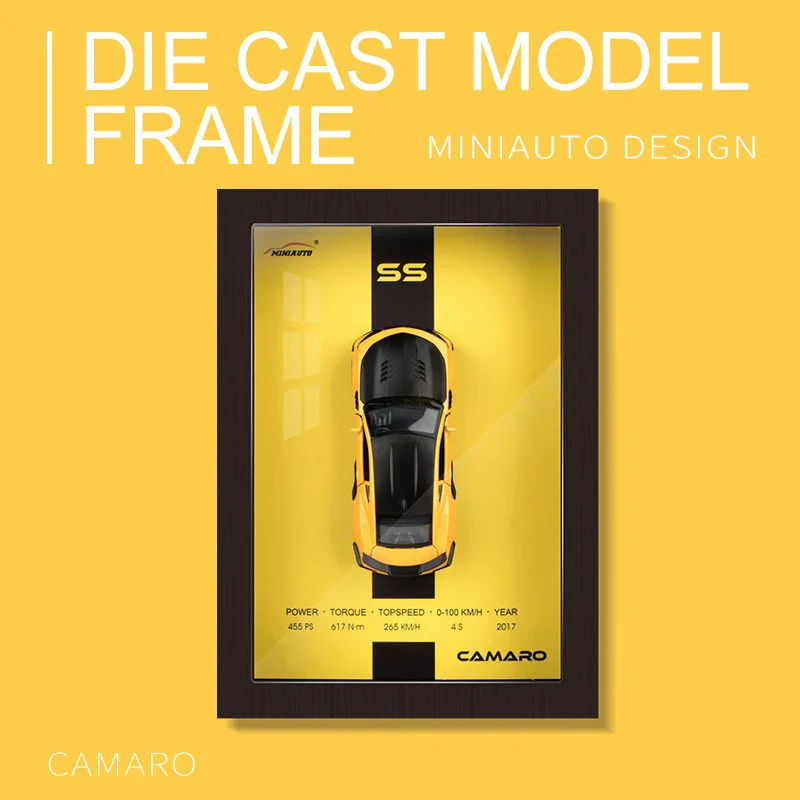 DIE CAST MODEL
FRAME
MINIAUTO DESIGN
MINIAUTO ®
SS
POWER · TORQUE · TOPSPEED · 0-100 KM/H · YEAR
455 PS 617 N·m 265 KM/H 4 S 2017
CAMARO
CAMARO